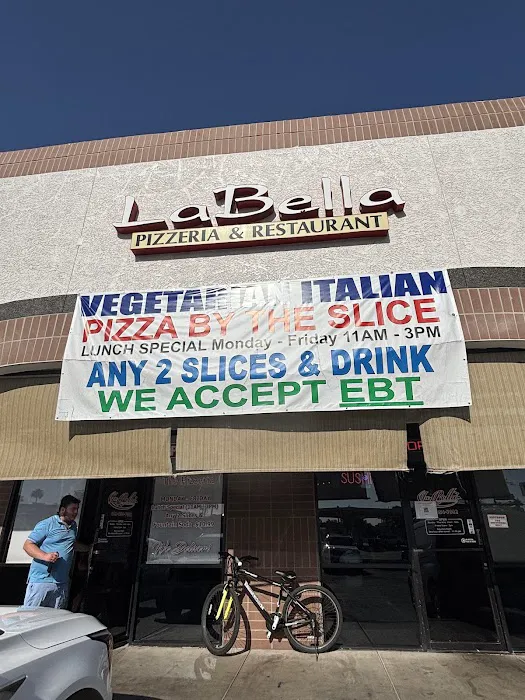 LaBella
PIZZERIA & RESTAURANT
VEGETARIAN ITALIAN
PIZZA BY THE SLICE
LUNCH SPECIAL Monday - Friday 11AM - 3PM
ANY 2 SLICES & DRINK
WE ACCEPT EBT
SUSHI